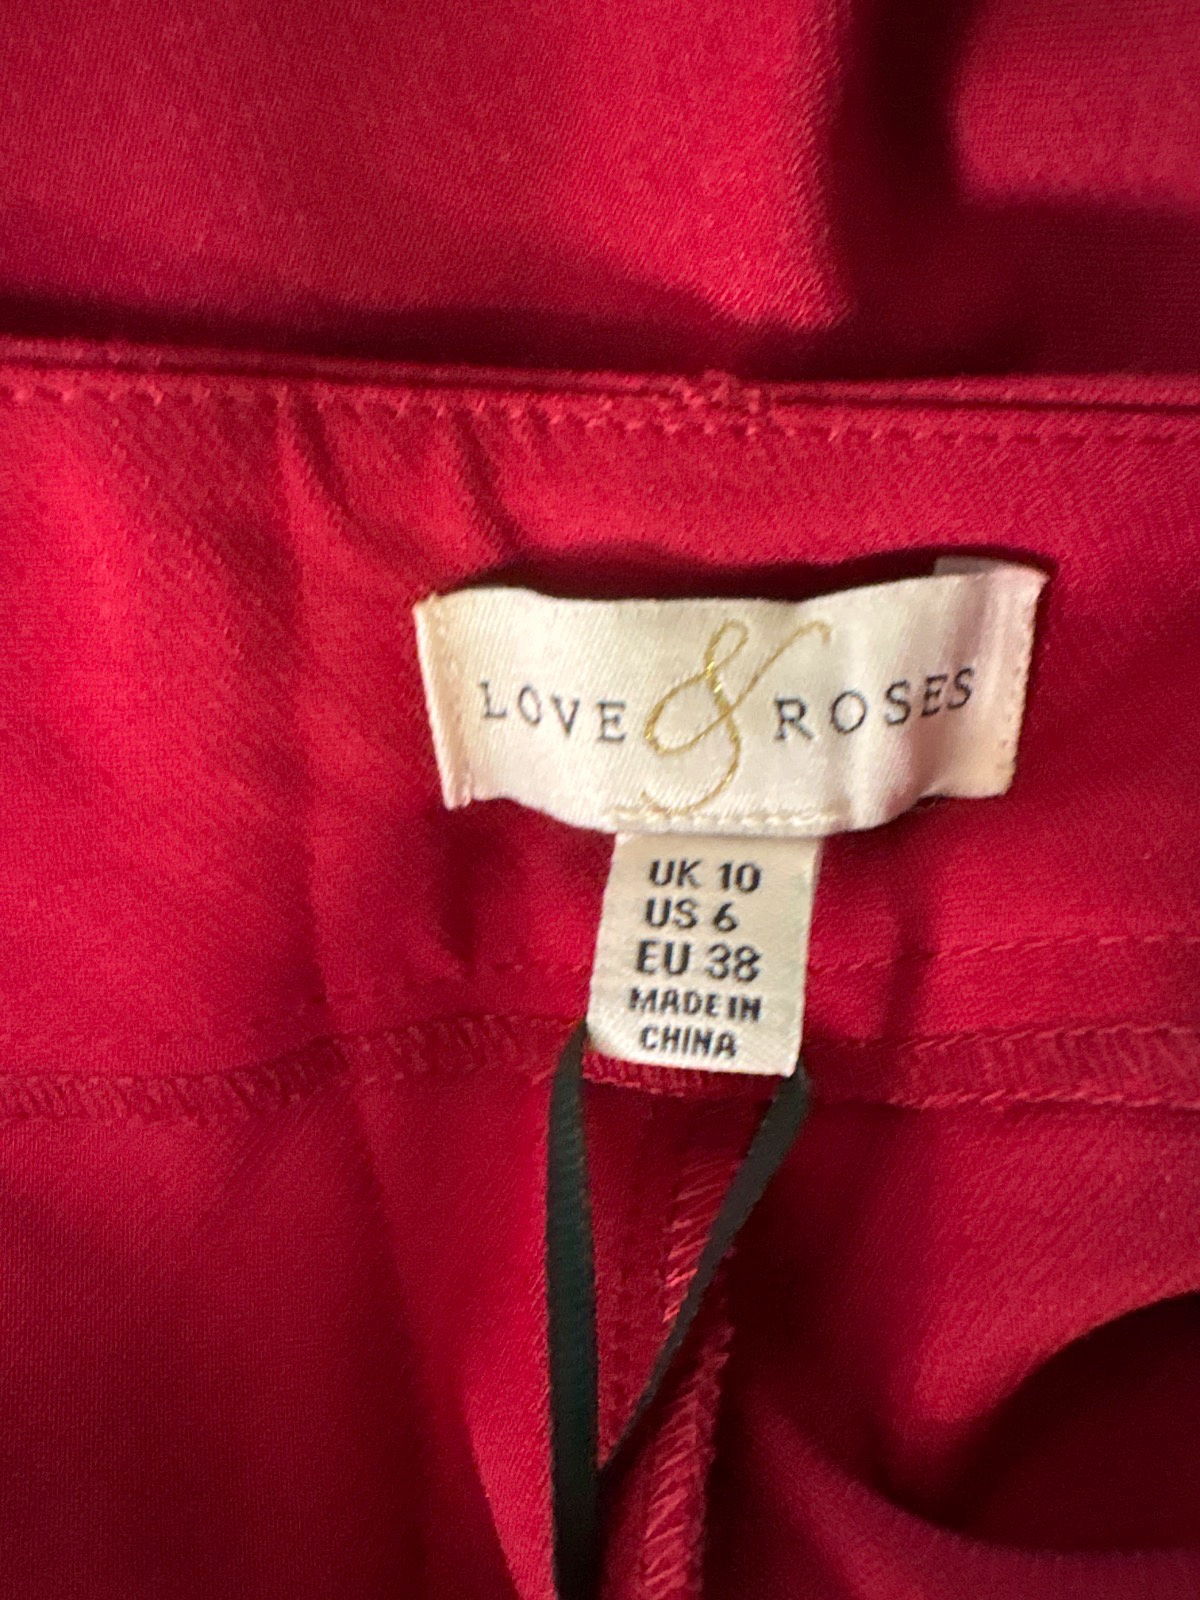 LOVE & ROSES
UK 10
US 6
EU 38
MADE IN
CHINA